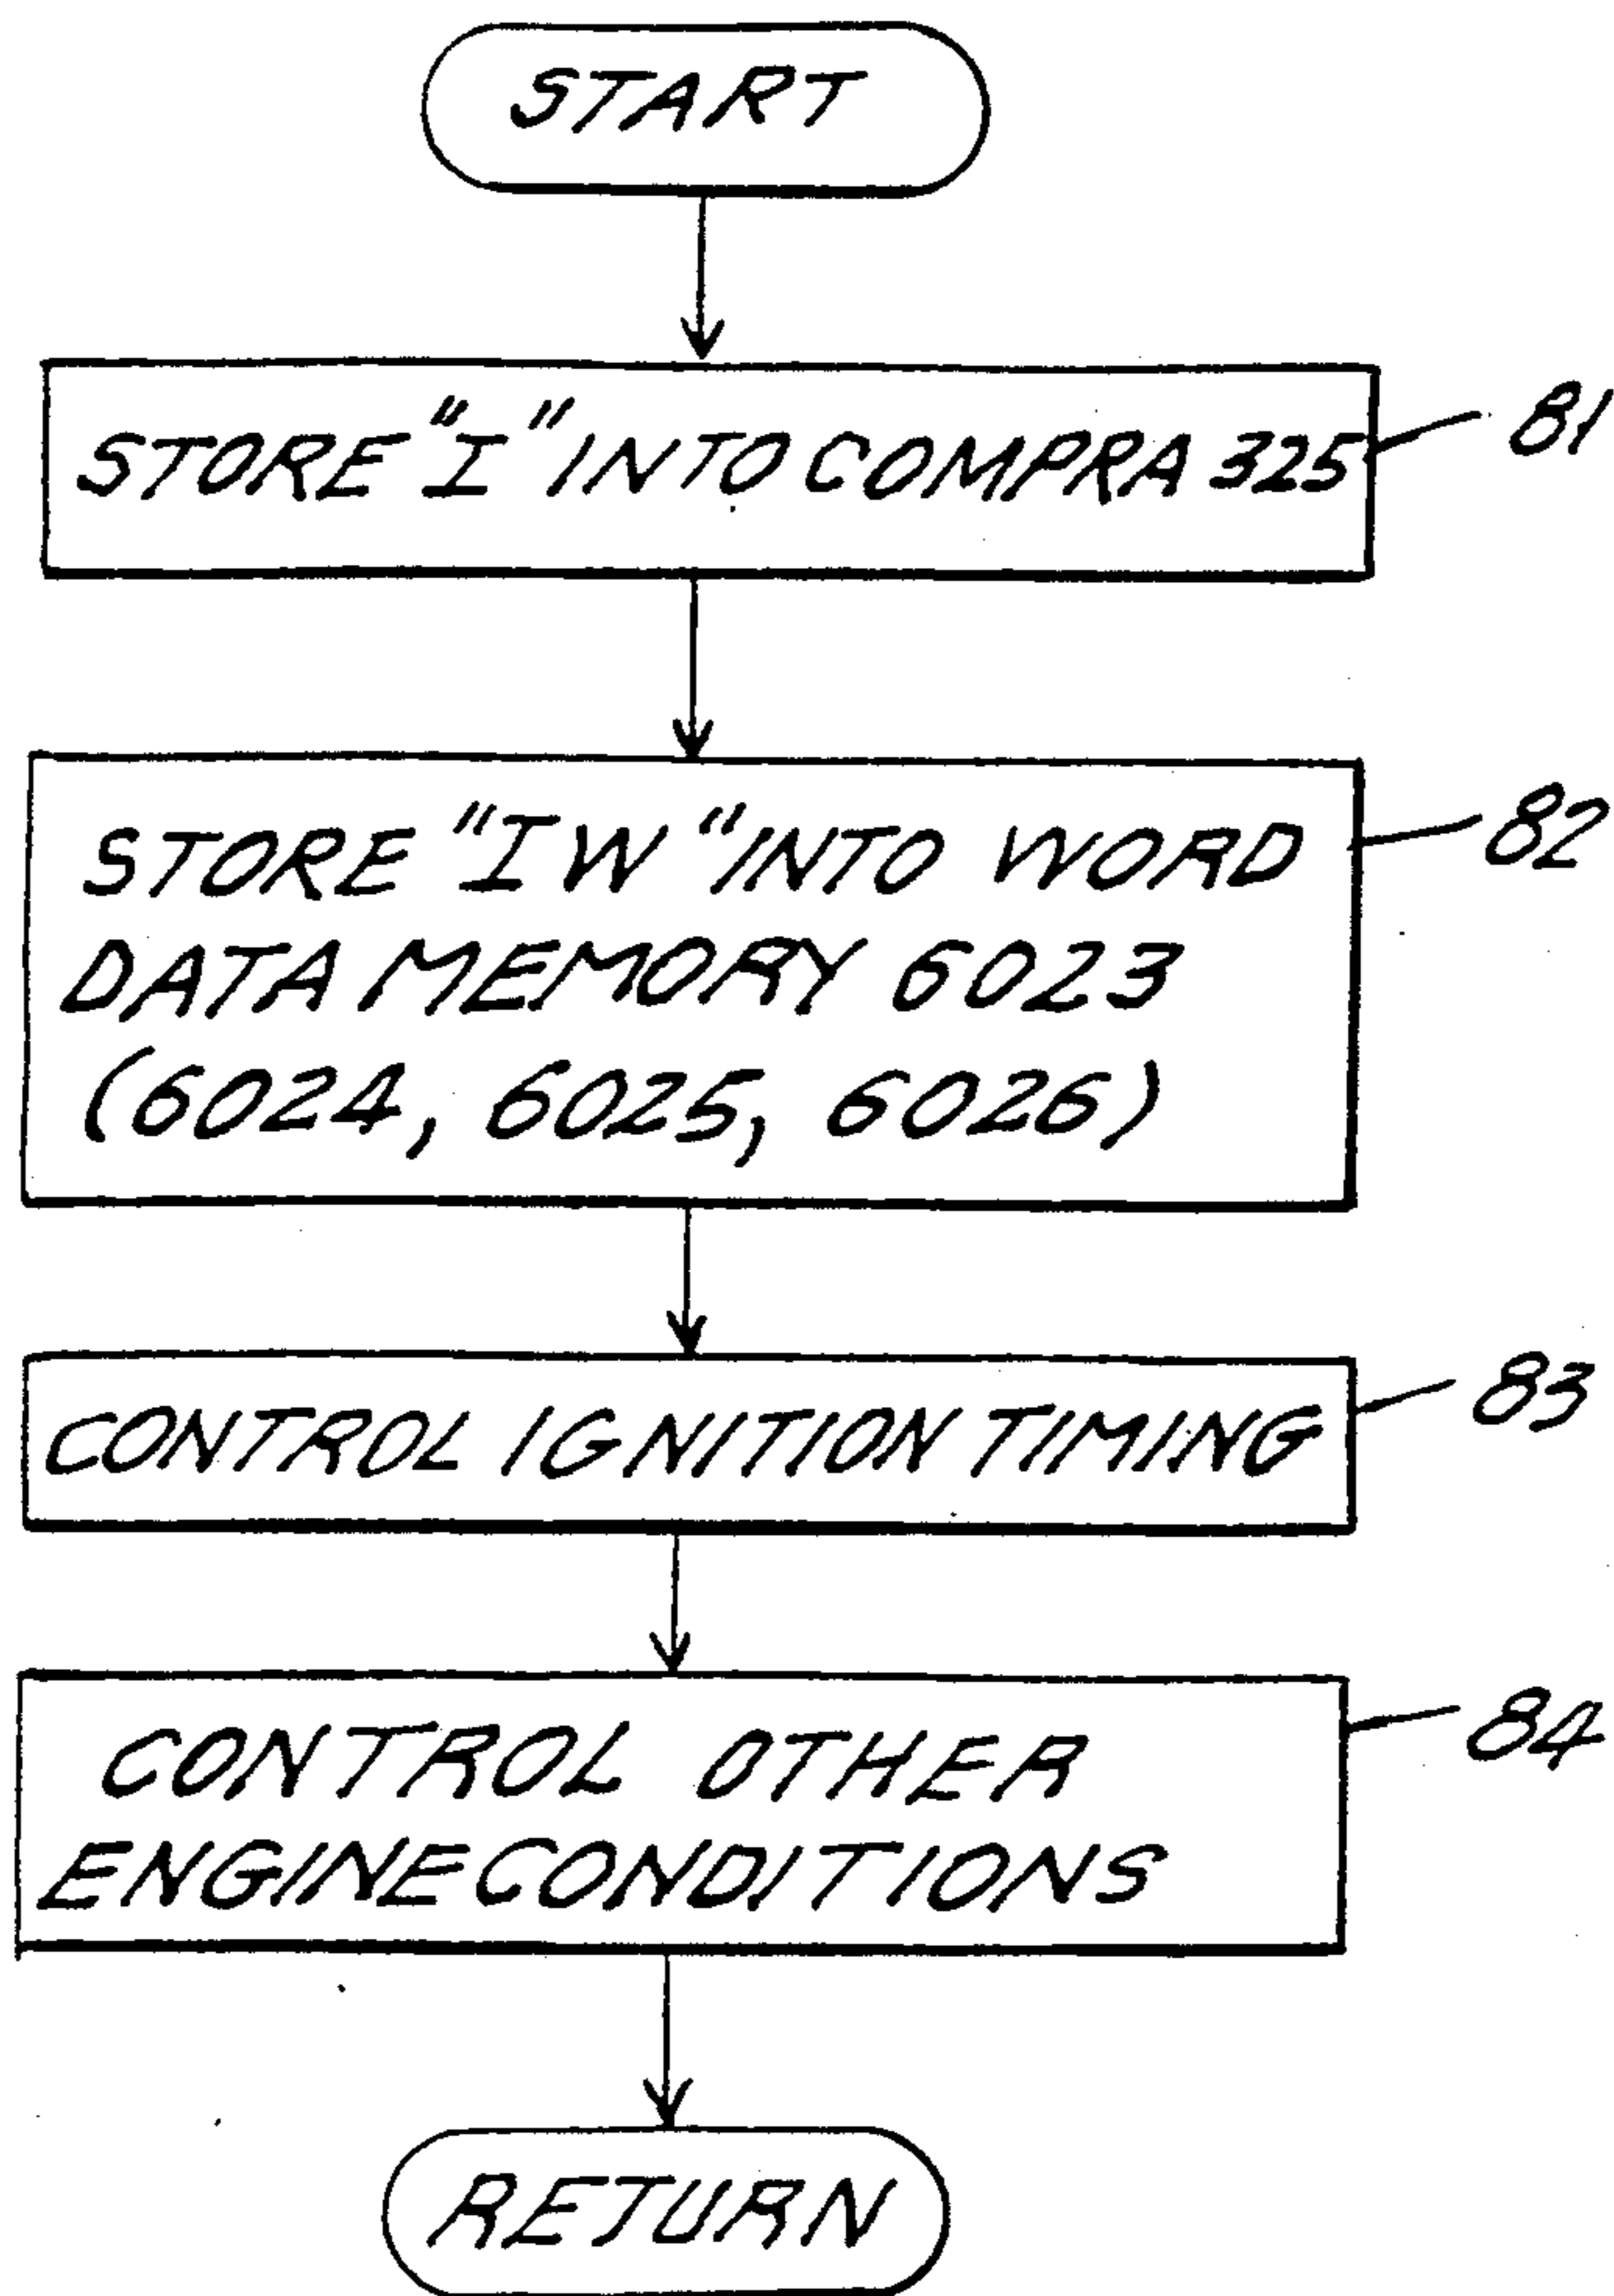 START
STORE "I" INTO COMPRA 325
81
STORE "IW" INTO WORD
DATA MEMORY 6023
(6024, 6025, 6026)
82
CONTROL IGNITION TIMING
83
CONTROL OTHER
ENGINE CONDITIONS
84
RETURN